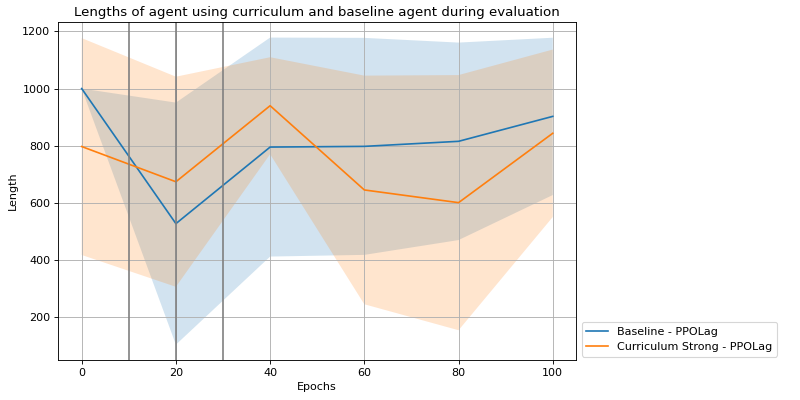 Lengths of agent using curriculum and baseline agent during evaluation
1200
1000
800
600
400
200
Length
0
20
40
60
80
100
Epochs
Baseline - PPOLag
Curriculum Strong - PPOLag